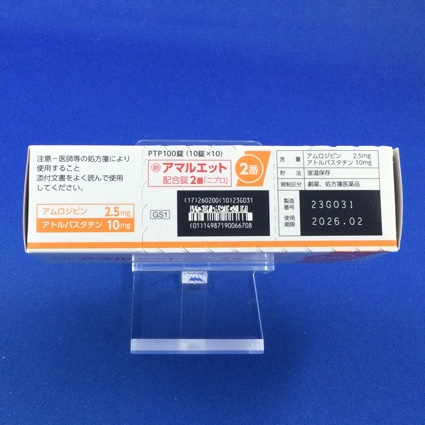 注意-医師等の処方箋により
使用すること
添付文書をよく読んで使用
してください。
アムロジピン 2.5mg
アトルバスタチン 10mg
PTP100錠 (10錠×10)
劇 アマルエット
配合錠2番「ニプロ」
2番
GS1
(17)260200(10)23G031
(01)14987190066708
含量 アムロジピン 2.5mg
アトルバスタチン 10mg
貯法 室温保存
規制区分 劇薬、処方箋医薬品
製造番号 23G031
使用期限 2026.02